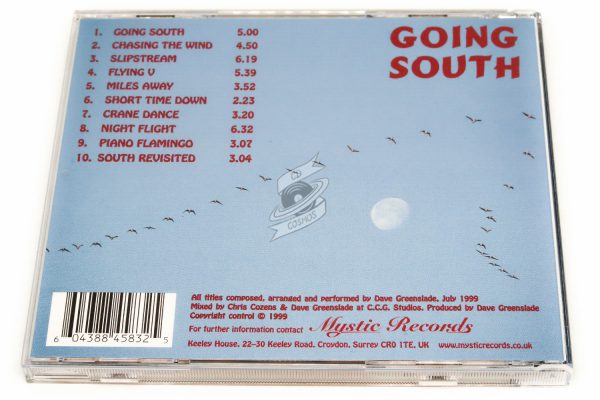 GOING
SOUTH
1. GOING SOUTH 5.00
2. CHASING THE WIND 4.50
3. SLIPSTREAM 6.19
4. FLYING V 5.39
5. MILES AWAY 3.52
6. SHORT TIME DOWN 2.23
7. CRANE DANCE 3.20
8. NIGHT FLIGHT 6.32
9. PIANO FLAMINGO 3.07
10. SOUTH REVISITED 3.04
CD
COSMOS
All titles composed, arranged and performed by Dave Greenslade, July 1999
Mixed by Chris Cozens & Dave Greenslade at C.C.G. Studios. Produced by Dave Greenslade
Copyright control © 1999
For further information contact Mystic Records
Keeley House, 22-30 Keeley Road, Croydon, Surrey CR0 1TE. UK www.mysticrecords.co.uk
6 04388 45832 5